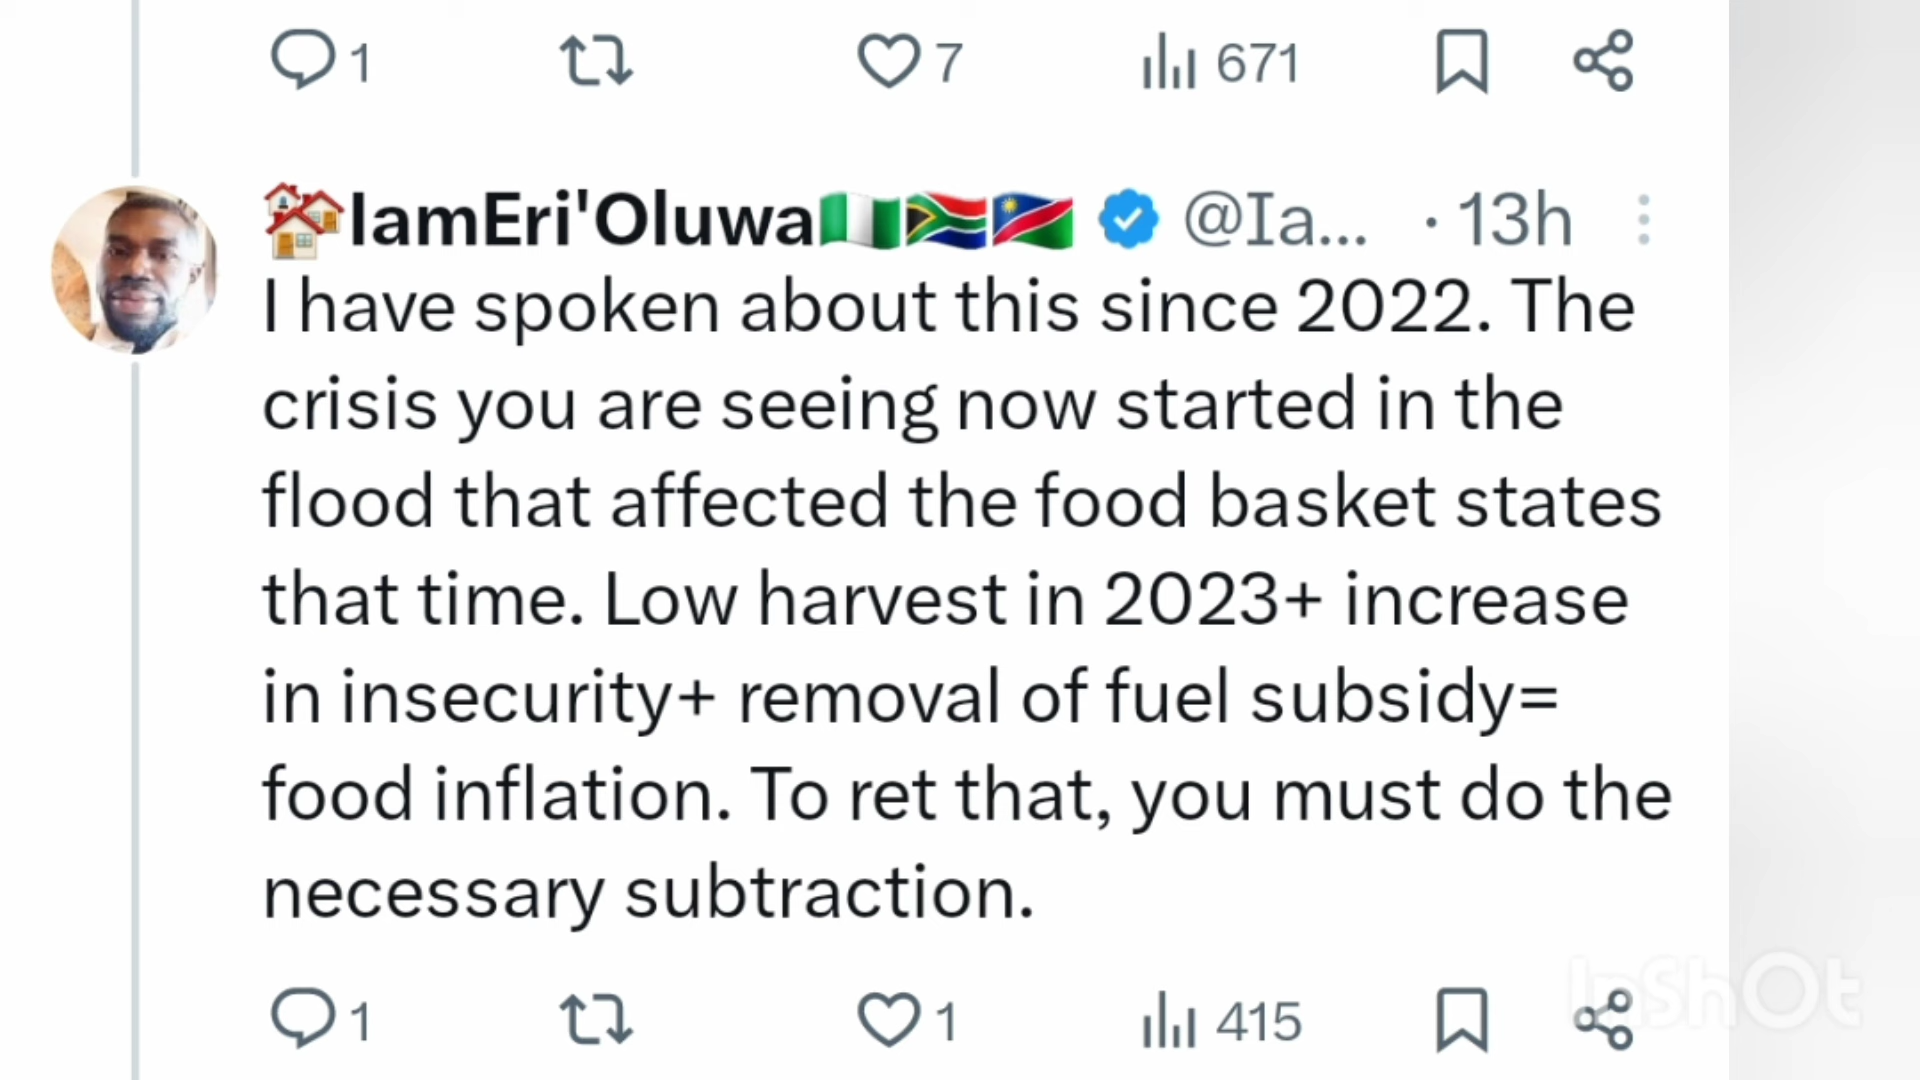 1 7 671
IamEri'Oluwa @Ia... · 13h
I have spoken about this since 2022. The
crisis you are seeing now started in the
flood that affected the food basket states
that time. Low harvest in 2023+ increase
in insecurity+ removal of fuel subsidy=
food inflation. To ret that, you must do the
necessary subtraction.
1 1 415
InShOt